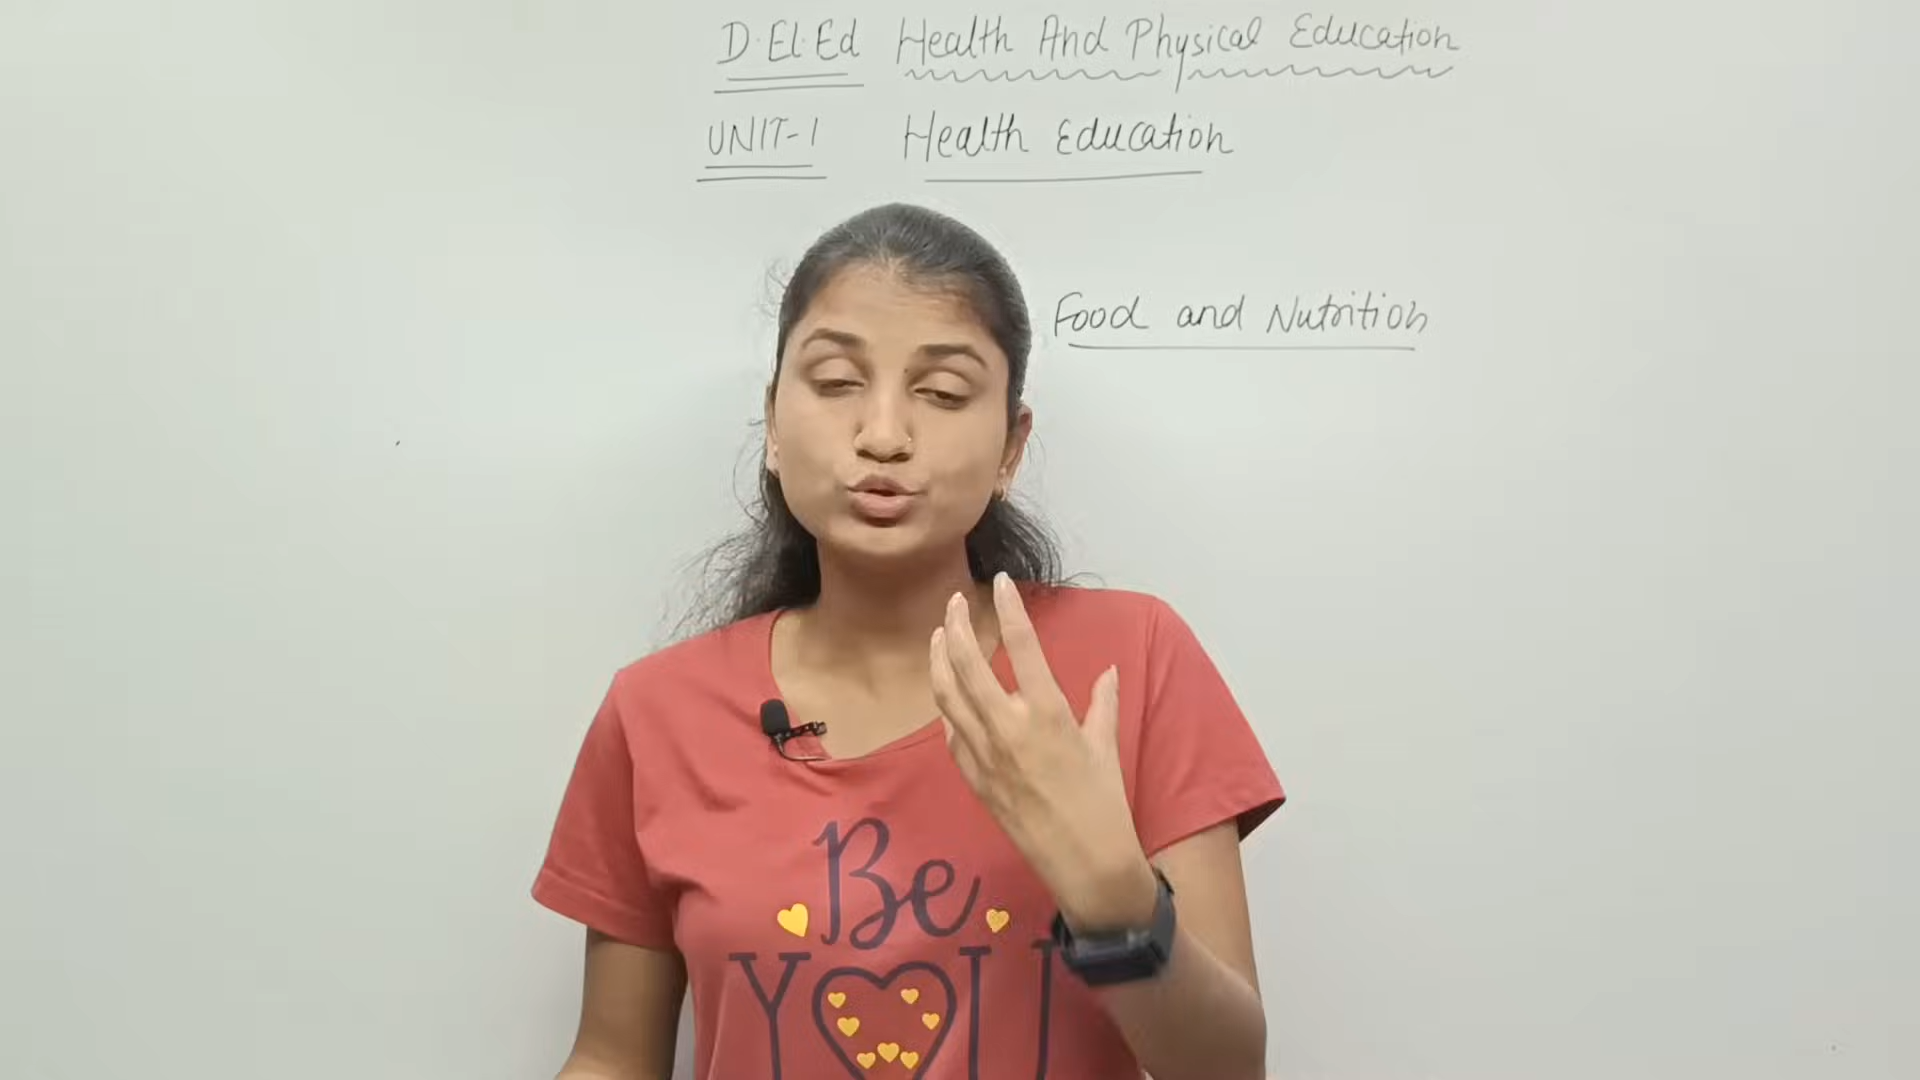 D.El.Ed Health And Physical Education
UNIT-1 Health Education
Food and Nutrition
Be
YOU